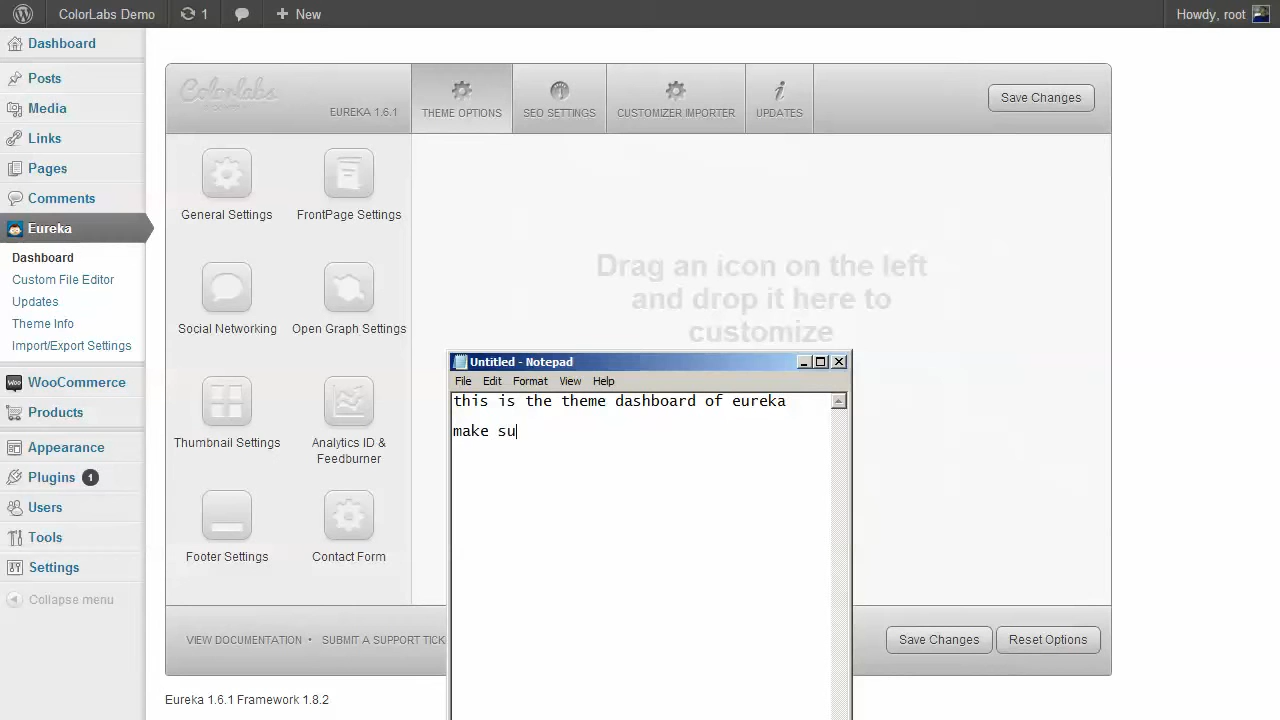 ColorLabs Demo
1
New
Howdy, root
Dashboard
Posts
Media
Links
Pages
Comments
Eureka
Dashboard
Custom File Editor
Updates
Theme Info
Import/Export Settings
WooCommerce
Products
Appearance
Plugins 1
Users
Tools
Settings
Collapse menu
Colorlabs
EUREKA 1.6.1
THEME OPTIONS
SEO SETTINGS
CUSTOMIZER IMPORTER
UPDATES
Save Changes
General Settings
FrontPage Settings
Social Networking
Open Graph Settings
Thumbnail Settings
Analytics ID &
Feedburner
Footer Settings
Contact Form
Drag an icon on the left
and drop it here to
customize
Untitled - Notepad
File Edit Format View Help
this is the theme dashboard of eureka
make su
VIEW DOCUMENTATION • SUBMIT A SUPPORT TICK
Save Changes
Reset Options
Eureka 1.6.1 Framework 1.8.2